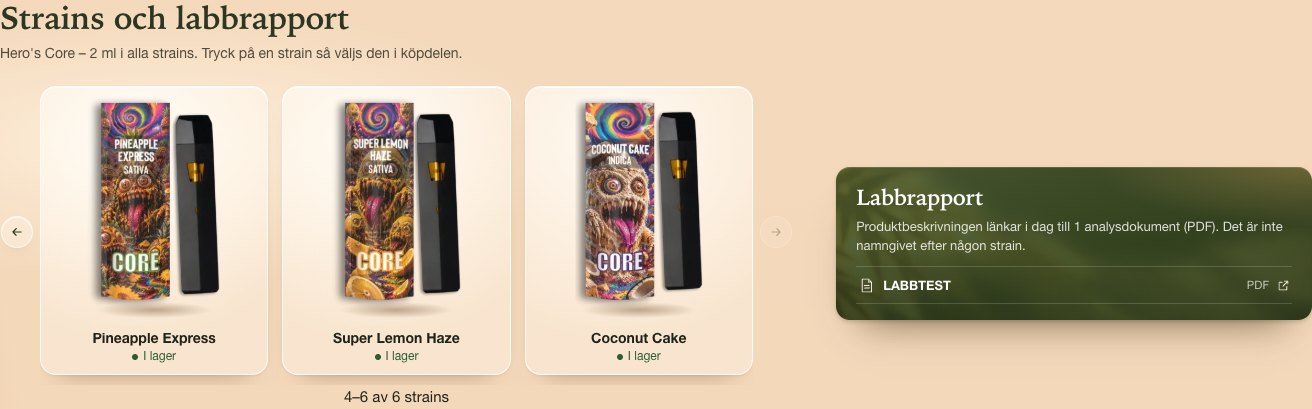 Strains och labbrapport
Hero's Core – 2 ml i alla strains. Tryck på en strain så väljs den i köpdelen.
PINEAPPLE
EXPRESS
SATIVA
CORE
Pineapple Express
I lager
SUPER LEMON
HAZE
SATIVA
CORE
Super Lemon Haze
I lager
COCONUT CAKE
INDICA
CORE
Coconut Cake
I lager
4–6 av 6 strains
Labbrapport
Produktbeskrivningen länkar i dag till 1 analysdokument (PDF). Det är inte
namngivet efter någon strain.
LABBTEST PDF